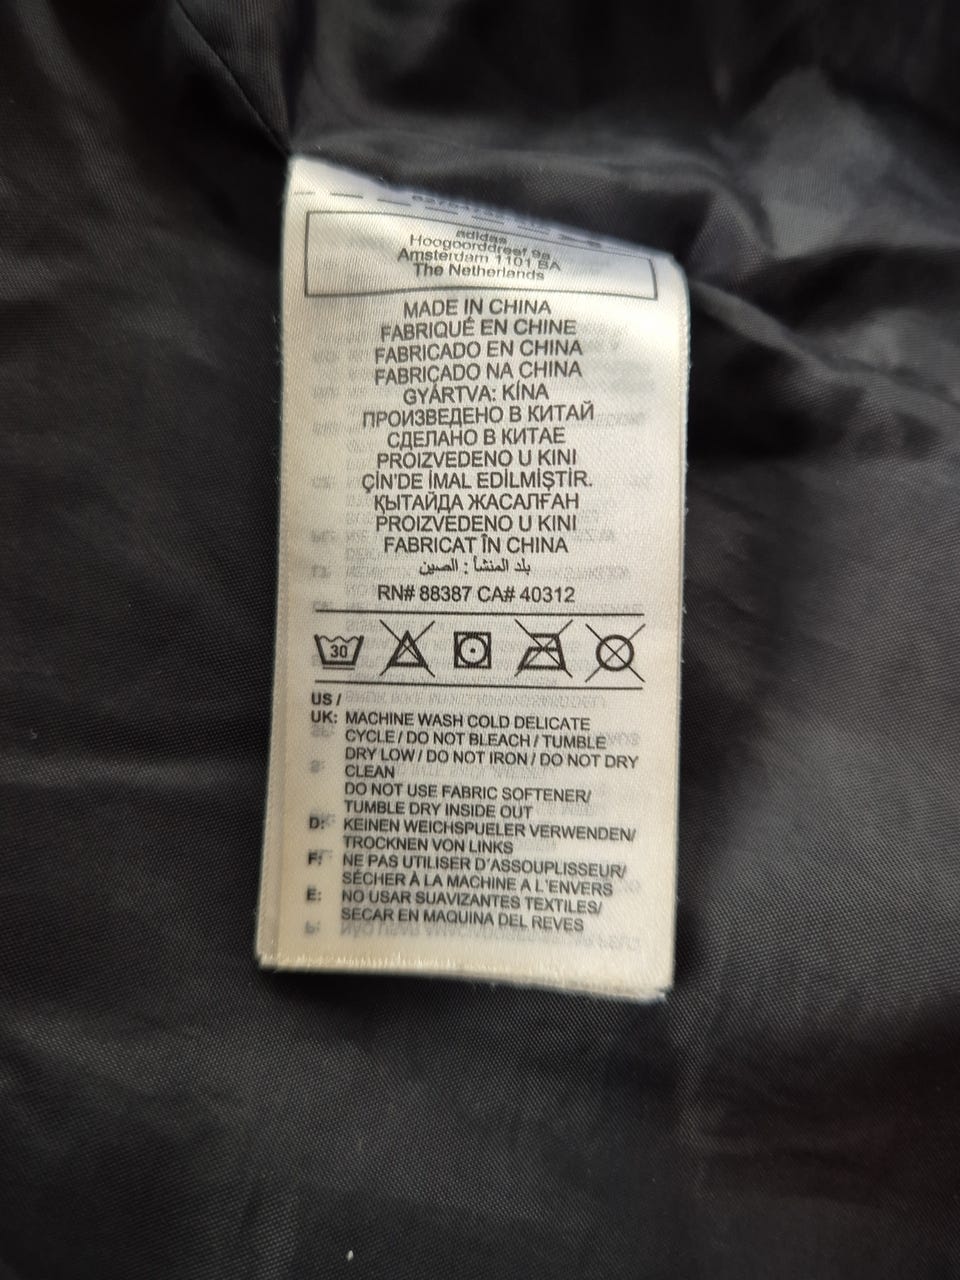 adidas
Hoogoorddreef 9a
Amsterdam 1101 BA
The Netherlands
MADE IN CHINA
FABRIQUÉ EN CHINE
FABRICADO EN CHINA
FABRICADO NA CHINA
GYÁRTVA: KÍNA
ПРОИЗВЕДЕНО В КИТАЙ
СДЕЛАНО В КИТАЕ
PROIZVEDENO U KINI
ÇİN'DE İMAL EDİLMİŞTİR.
ҚЫТАЙДА ЖАСАЛҒАН
PROIZVEDENO U KINI
FABRICAT ÎN CHINA
بلد المنشأ : الصين
RN# 88387 CA# 40312
30
US /
UK: MACHINE WASH COLD DELICATE
CYCLE / DO NOT BLEACH / TUMBLE
DRY LOW / DO NOT IRON / DO NOT DRY
CLEAN
DO NOT USE FABRIC SOFTENER/
TUMBLE DRY INSIDE OUT
D: KEINEN WEICHSPUELER VERWENDEN/
TROCKNEN VON LINKS
F: NE PAS UTILISER D'ASSOUPLISSEUR/
SÉCHER À LA MACHINE A L'ENVERS
E: NO USAR SUAVIZANTES TEXTILES/
SECAR EN MAQUINA DEL REVES